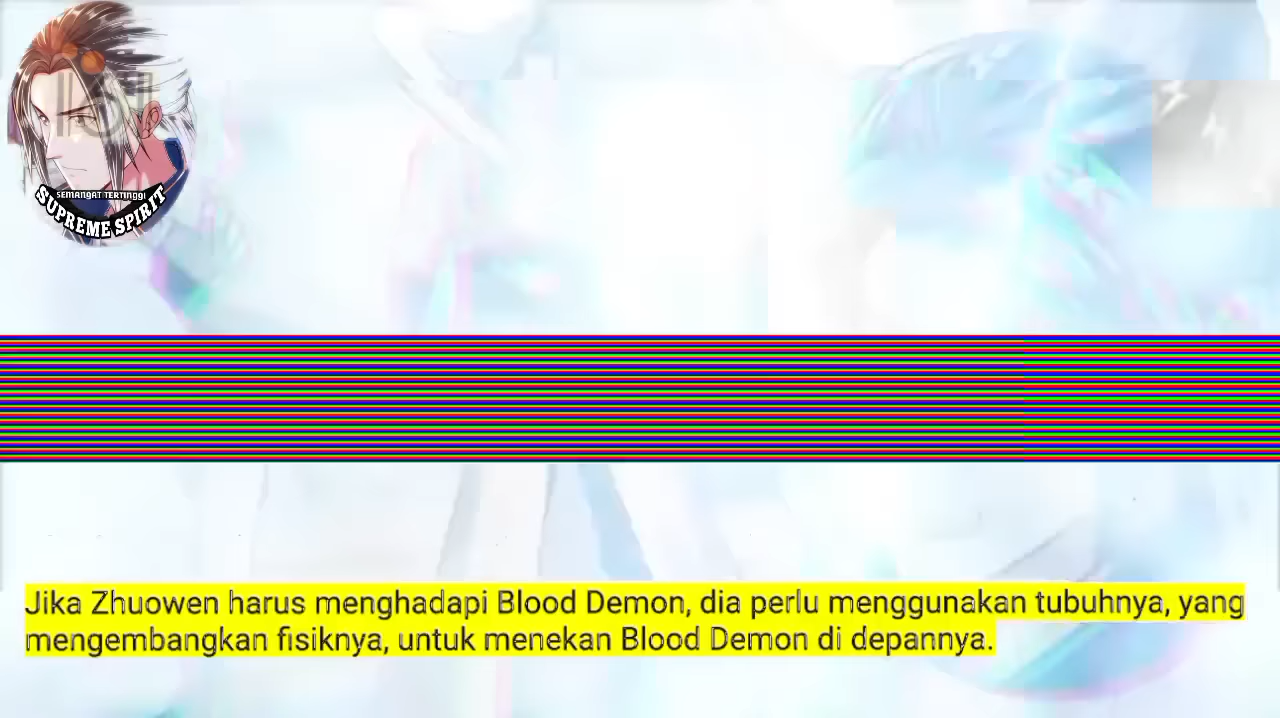 SEMANGAT TERTINGGI
SUPREME SPIRIT
Jika Zhuowen harus menghadapi Blood Demon, dia perlu menggunakan tubuhnya, yang
mengembangkan fisiknya, untuk menekan Blood Demon di depannya.